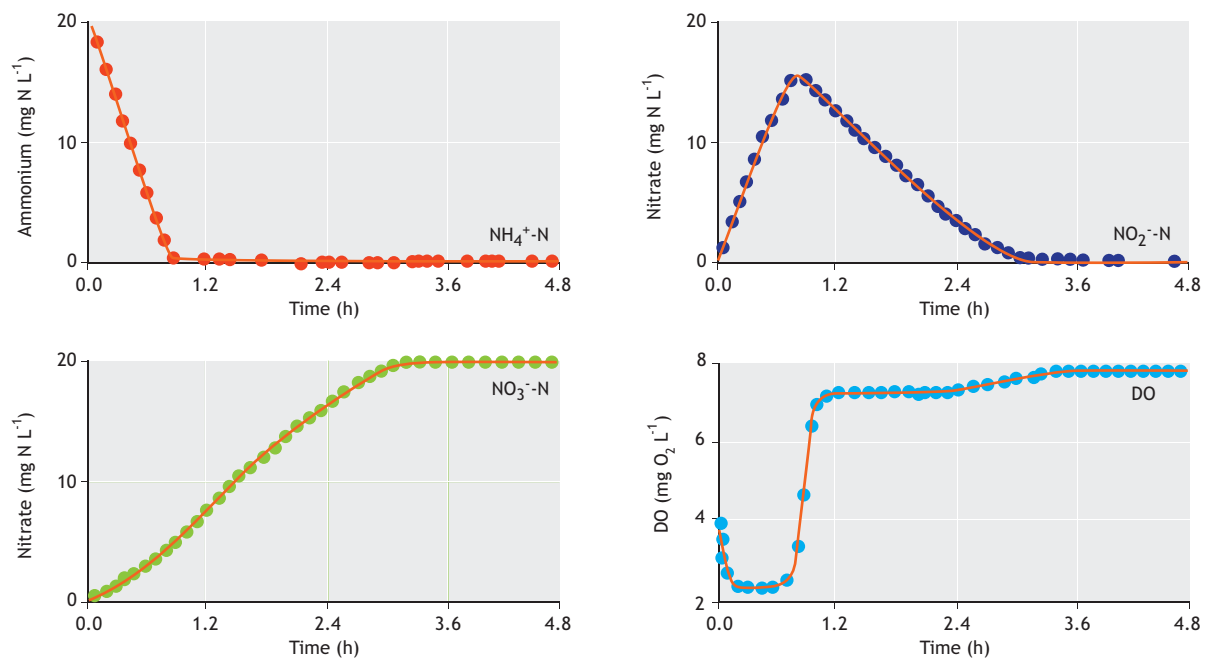 20
10
0
Ammonium (mg N L⁻¹)
NH₄⁺-N
0.0 1.2 2.4 3.6 4.8
Time (h)
20
10
0
Nitrate (mg N L⁻¹)
NO₂⁻-N
0.0 1.2 2.4 3.6 4.8
Time (h)
20
10
0
Nitrate (mg N L⁻¹)
NO₃⁻-N
0.0 1.2 2.4 3.6 4.8
Time (h)
8
6
4
2
DO (mg O₂ L⁻¹)
DO
0.0 1.2 2.4 3.6 4.8
Time (h)